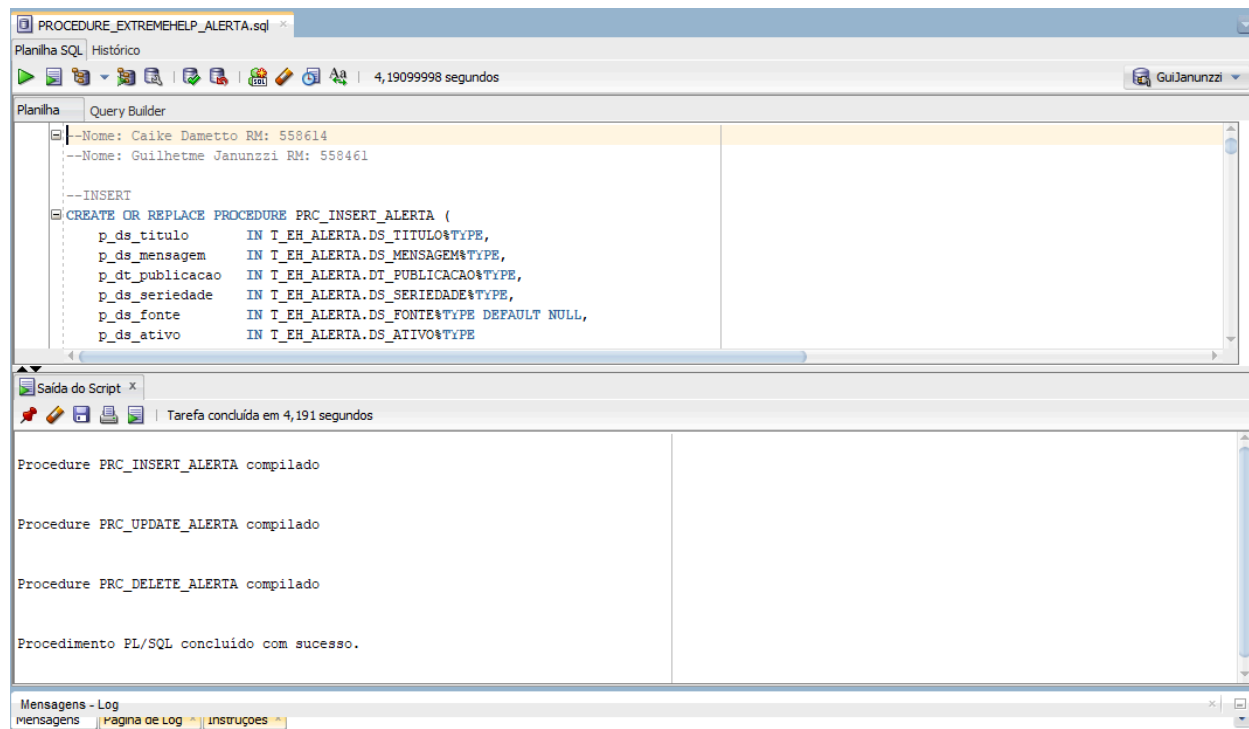 PROCEDURE_EXTREMEHELP_ALERTA.sql
Planilha SQL Histórico
4,19099998 segundos
GuiJanunzzi
Planilha Query Builder
--Nome: Caike Dametto RM: 558614
--Nome: Guilhetme Janunzzi RM: 558461
--INSERT
CREATE OR REPLACE PROCEDURE PRC_INSERT_ALERTA (
p_ds_titulo IN T_EH_ALERTA.DS_TITULO%TYPE,
p_ds_mensagem IN T_EH_ALERTA.DS_MENSAGEM%TYPE,
p_dt_publicacao IN T_EH_ALERTA.DT_PUBLICACAO%TYPE,
p_ds_seriedade IN T_EH_ALERTA.DS_SERIEDADE%TYPE,
p_ds_fonte IN T_EH_ALERTA.DS_FONTE%TYPE DEFAULT NULL,
p_ds_ativo IN T_EH_ALERTA.DS_ATIVO%TYPE
Saída do Script
Tarefa concluída em 4,191 segundos
Procedure PRC_INSERT_ALERTA compilado
Procedure PRC_UPDATE_ALERTA compilado
Procedure PRC_DELETE_ALERTA compilado
Procedimento PL/SQL concluído com sucesso.
Mensagens - Log
Mensagens Página de Log Instruções